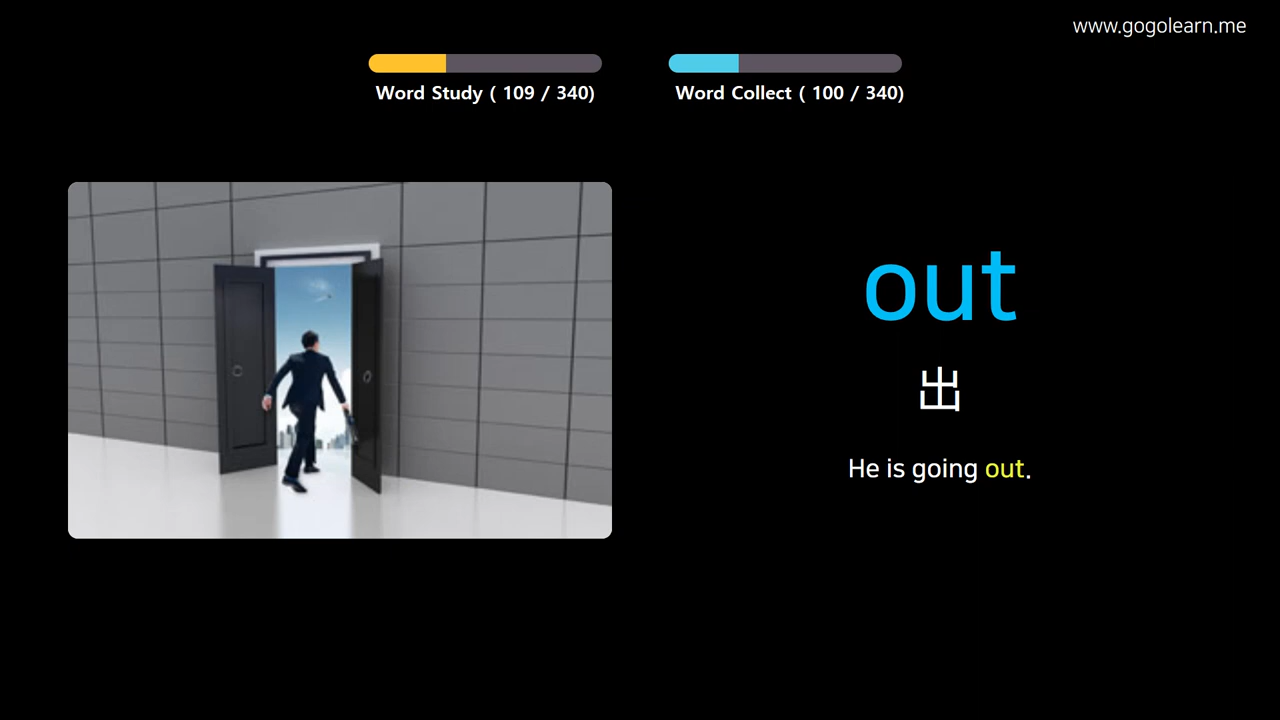 www.gogolearn.me
Word Study ( 109 / 340)
Word Collect ( 100 / 340)
out
出
He is going out.